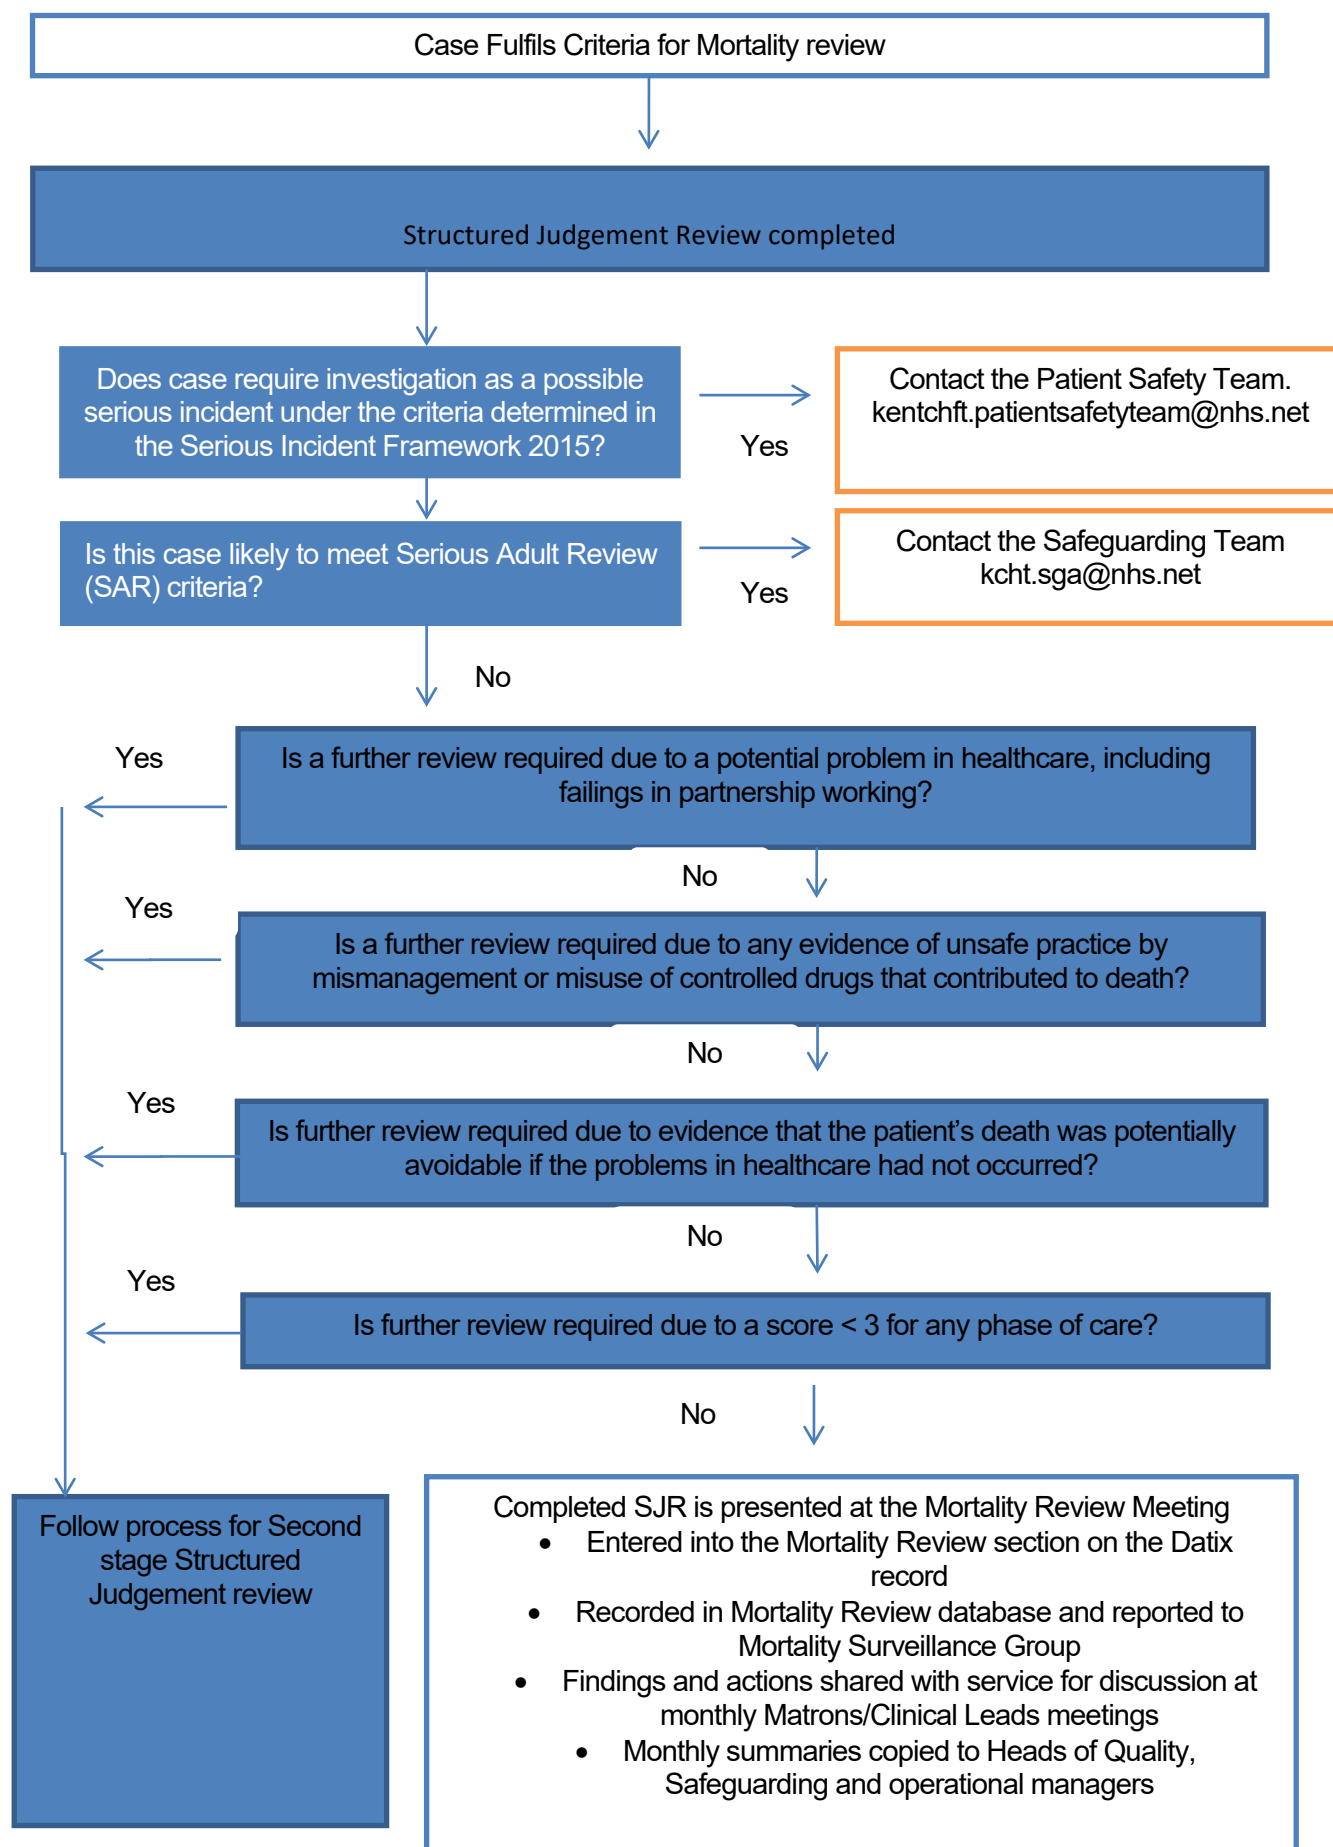 Case Fulfils Criteria for Mortality review
Structured Judgement Review completed
Does case require investigation as a possible
serious incident under the criteria determined in
the Serious Incident Framework 2015?
Yes
Contact the Patient Safety Team.
kentchft.patientsafetyteam@nhs.net
Is this case likely to meet Serious Adult Review
(SAR) criteria?
Yes
Contact the Safeguarding Team
kcht.sga@nhs.net
No
Yes
Is a further review required due to a potential problem in healthcare, including
failings in partnership working?
No
Yes
Is a further review required due to any evidence of unsafe practice by
mismanagement or misuse of controlled drugs that contributed to death?
No
Yes
Is further review required due to evidence that the patient’s death was potentially
avoidable if the problems in healthcare had not occurred?
No
Yes
Is further review required due to a score < 3 for any phase of care?
No
Follow process for Second
stage Structured
Judgement review
Completed SJR is presented at the Mortality Review Meeting
• Entered into the Mortality Review section on the Datix
record
• Recorded in Mortality Review database and reported to
Mortality Surveillance Group
• Findings and actions shared with service for discussion at
monthly Matrons/Clinical Leads meetings
• Monthly summaries copied to Heads of Quality,
Safeguarding and operational managers